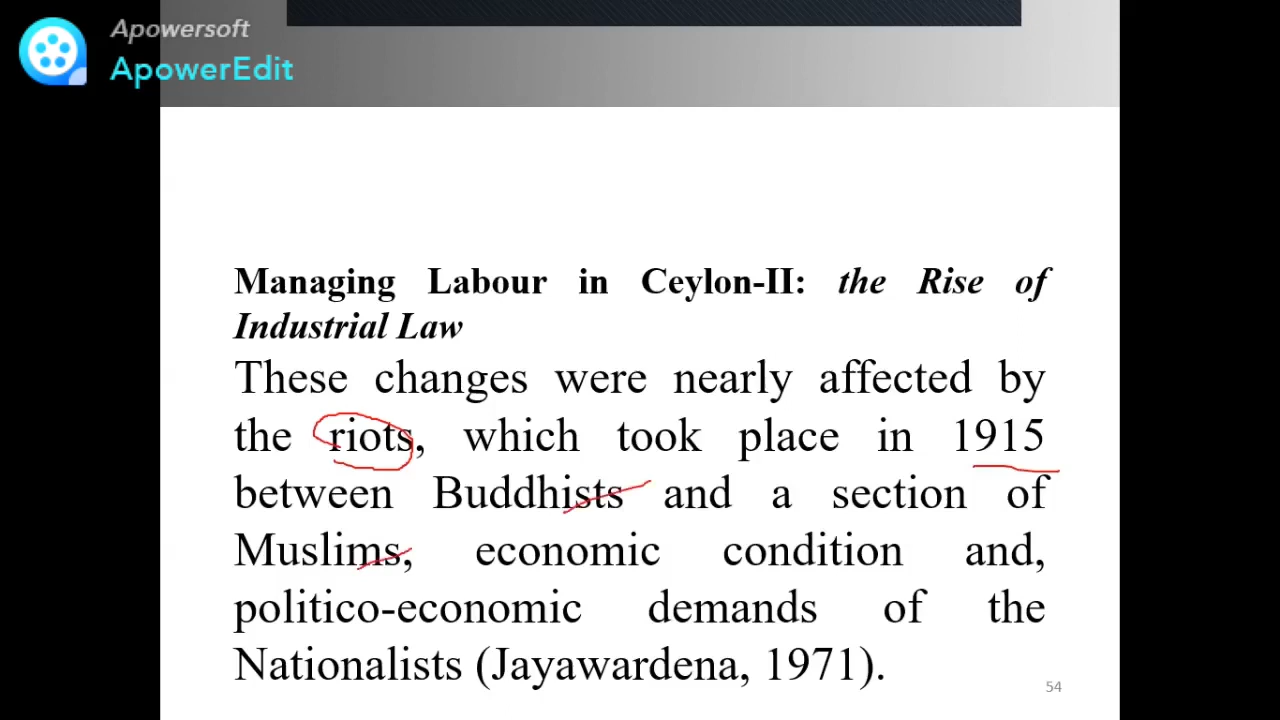 Apowersoft
ApowerEdit
Managing Labour in Ceylon-II: the Rise of
Industrial Law
These changes were nearly affected by
the riots, which took place in 1915
between Buddhists and a section of
Muslims, economic condition and,
politico-economic demands of the
Nationalists (Jayawardena, 1971).
54